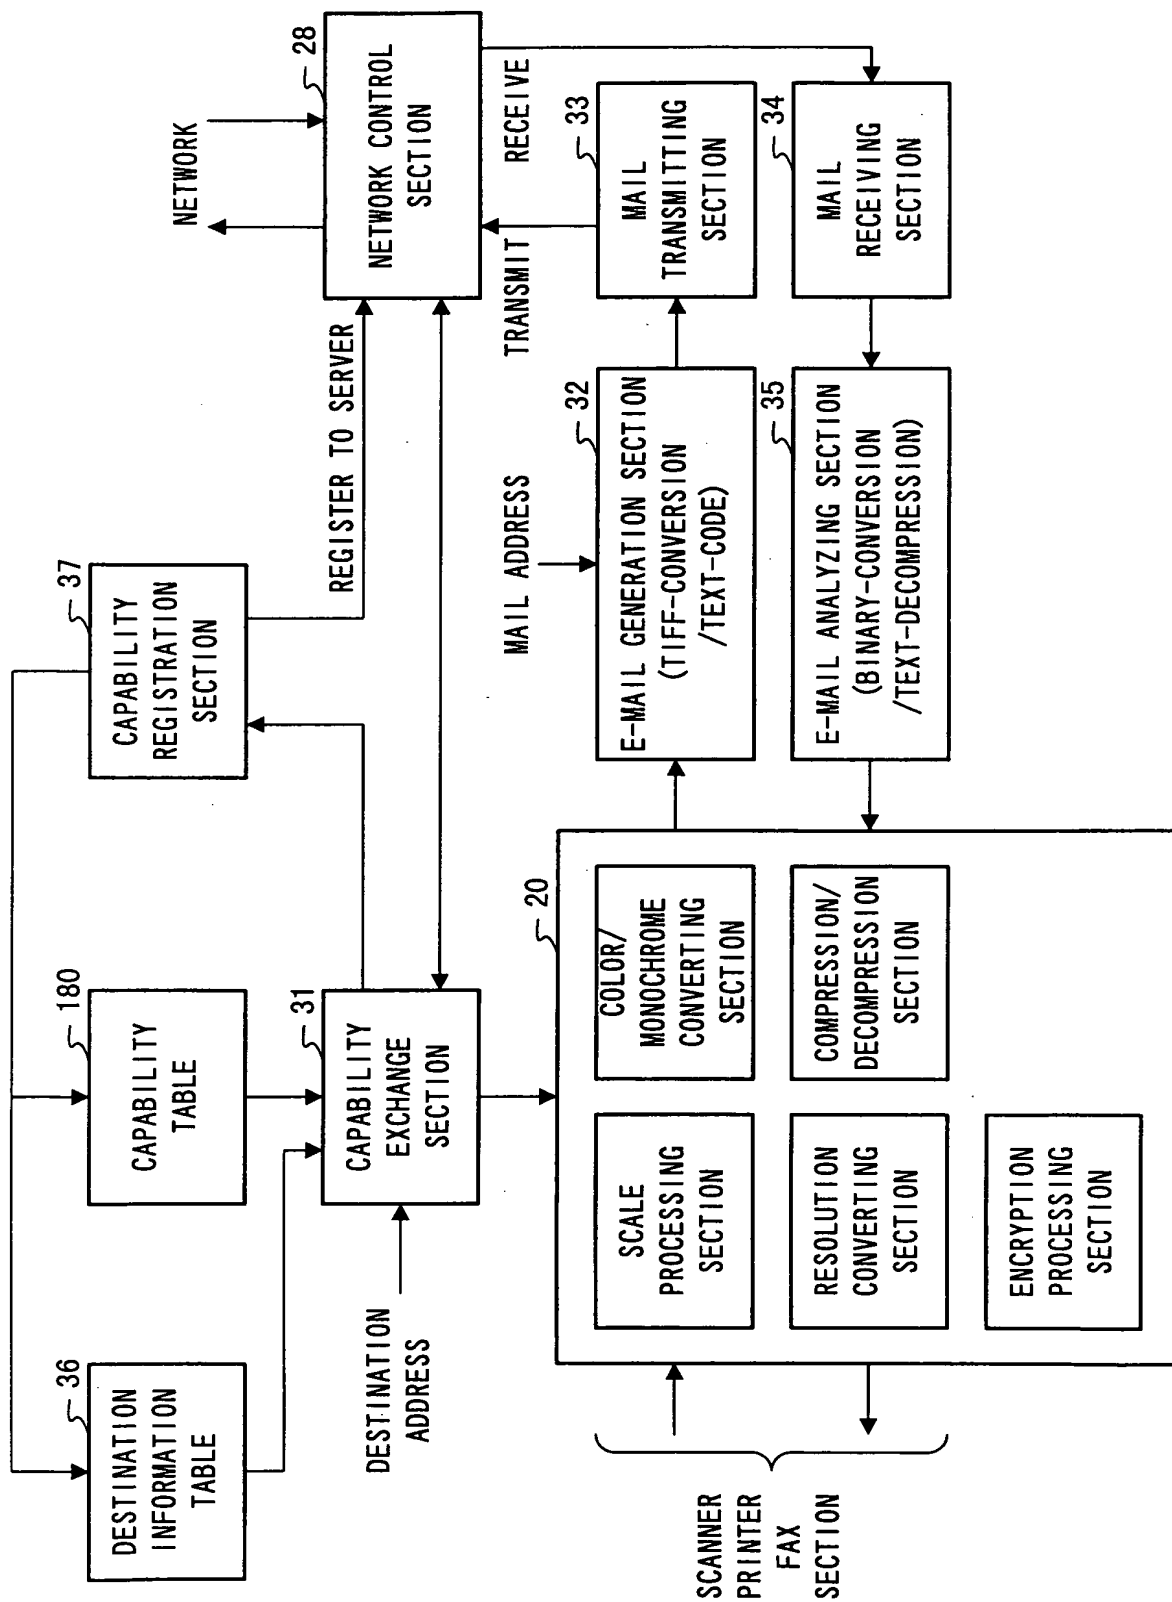 36
DESTINATION
INFORMATION
TABLE
180
CAPABILITY
TABLE
37
CAPABILITY
REGISTRATION
SECTION
NETWORK
REGISTER TO SERVER
28
NETWORK CONTROL
SECTION
DESTINATION
ADDRESS
31
CAPABILITY
EXCHANGE
SECTION
MAIL ADDRESS
TRANSMIT
RECEIVE
SCANNER
PRINTER
FAX
SECTION
20
SCALE
PROCESSING
SECTION
COLOR/
MONOCHROME
CONVERTING
SECTION
RESOLUTION
CONVERTING
SECTION
COMPRESSION/
DECOMPRESSION
SECTION
ENCRYPTION
PROCESSING
SECTION
32
E-MAIL GENERATION SECTION
(TIFF-CONVERSION
/TEXT-CODE)
33
MAIL
TRANSMITTING
SECTION
35
E-MAIL ANALYZING SECTION
(BINARY-CONVERSION
/TEXT-DECOMPRESSION)
34
MAIL
RECEIVING
SECTION